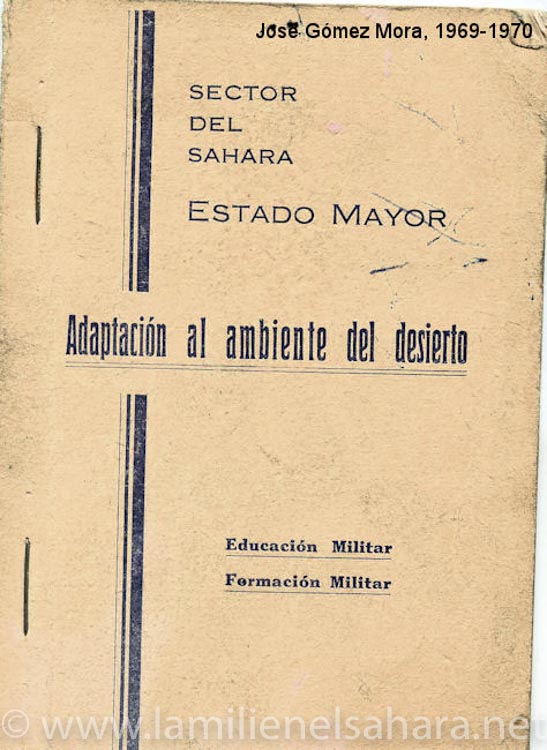 José Gómez Mora, 1969-1970
SECTOR
DEL
SAHARA
ESTADO MAYOR
Adaptación al ambiente del desierto
Educación Militar
Formación Militar
© www.lamilienelsahara.net